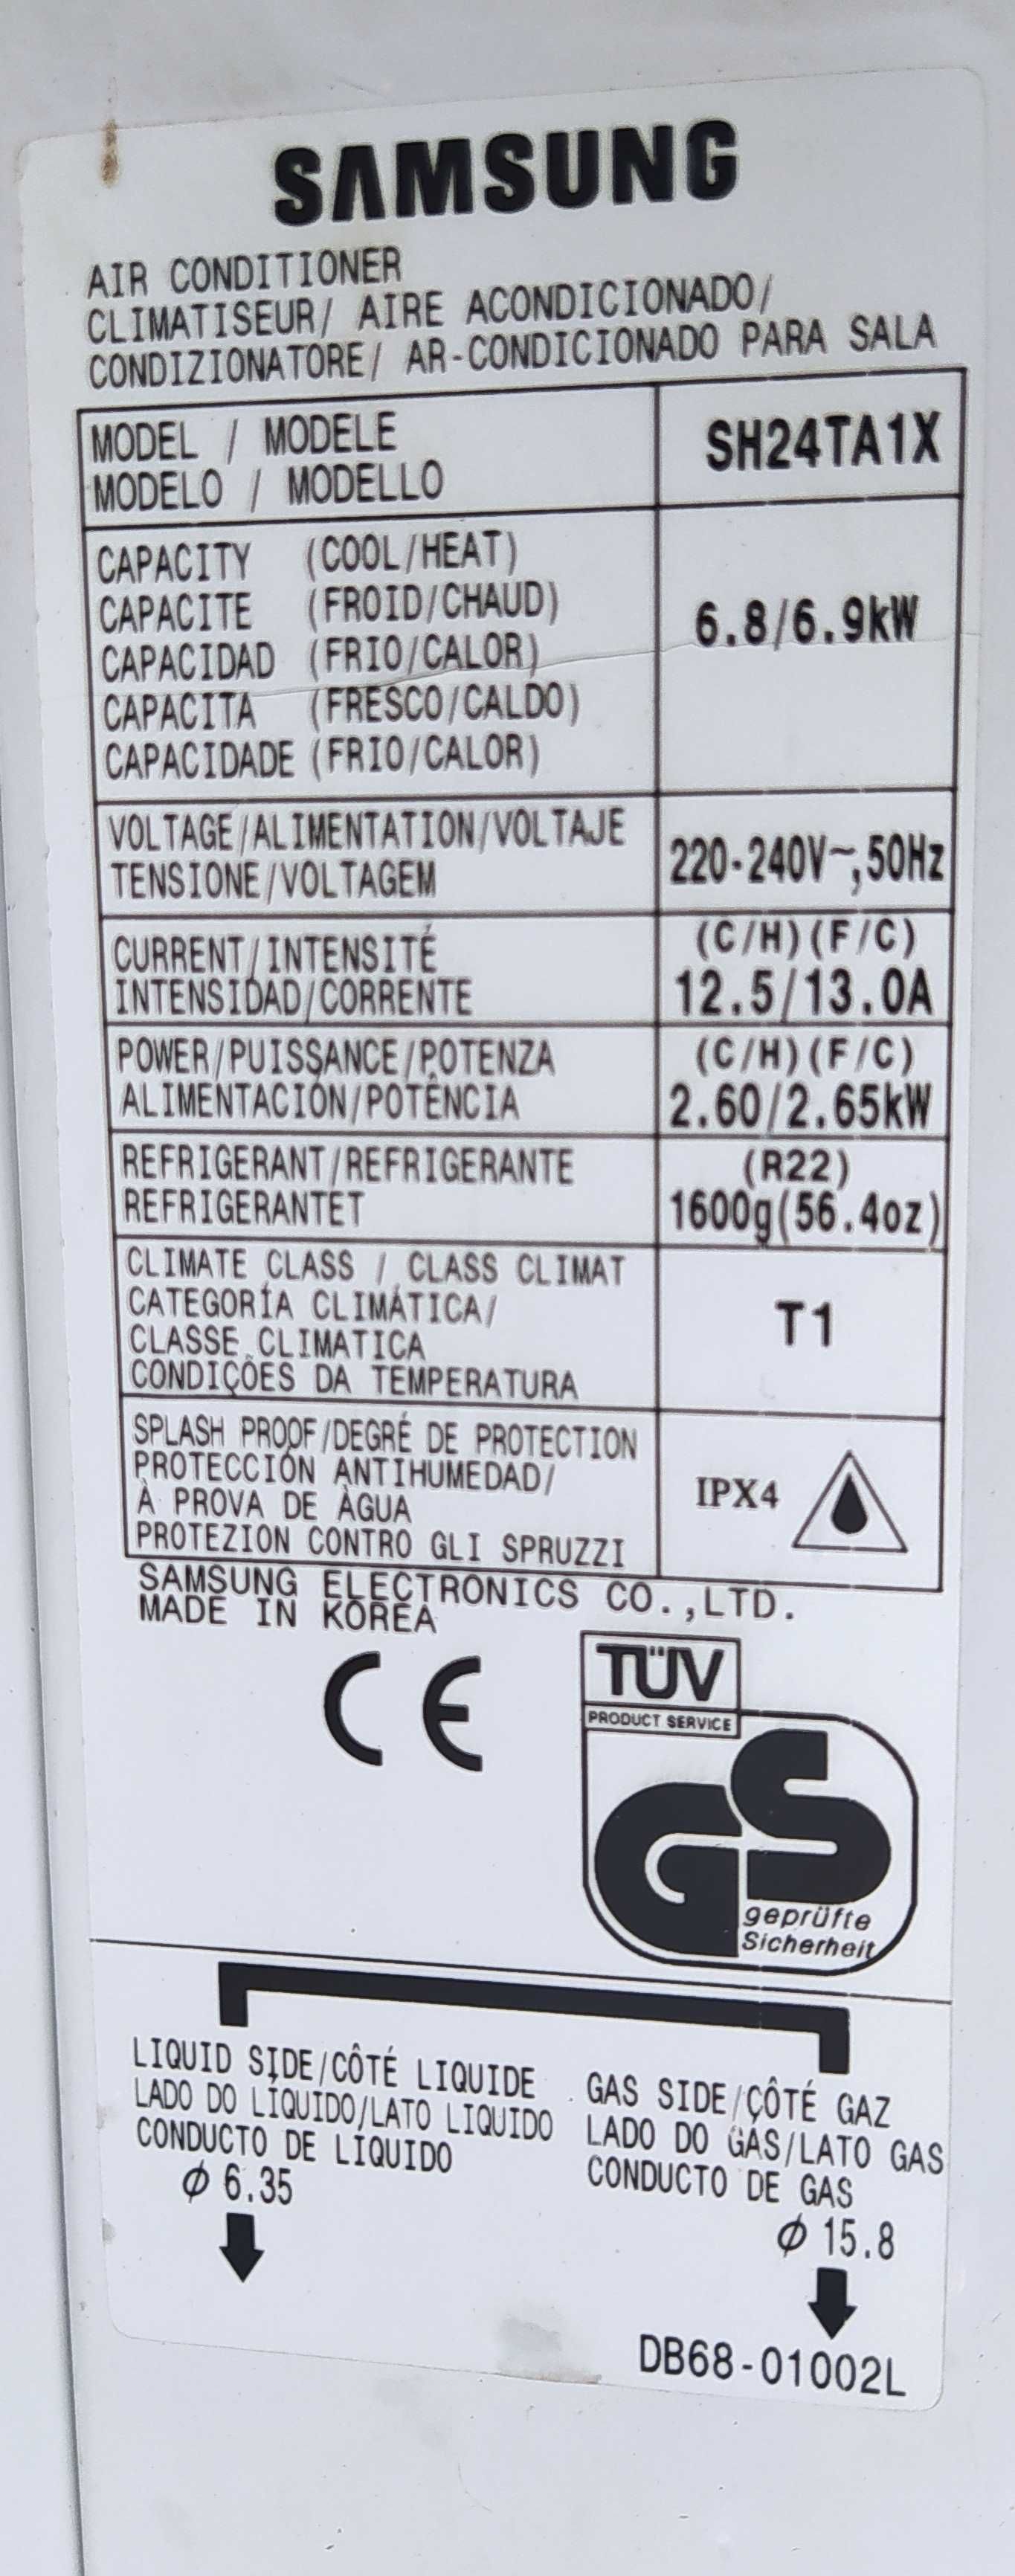 SAMSUNG
AIR CONDITIONER
CLIMATISEUR/ AIRE ACONDICIONADO/
CONDIZIONATORE/ AR-CONDICIONADO PARA SALA
MODEL / MODELE
MODELO / MODELLO
SH24TA1X
CAPACITY (COOL/HEAT)
CAPACITE (FROID/CHAUD)
CAPACIDAD (FRIO/CALOR)
CAPACITA (FRESCO/CALDO)
CAPACIDADE (FRIO/CALOR)
6.8/6.9kW
VOLTAGE/ALIMENTATION/VOLTAJE
TENSIONE/VOLTAGEM
220-240V~,50Hz
CURRENT/INTENSITÉ
INTENSIDAD/CORRENTE
(C/H)(F/C)
12.5/13.0A
POWER/PUISSANCE/POTENZA
ALIMENTACIÓN/POTÊNCIA
(C/H)(F/C)
2.60/2.65kW
REFRIGERANT/REFRIGERANTE
REFRIGERANTET
(R22)
1600g(56.4oz)
CLIMATE CLASS / CLASS CLIMAT
CATEGORÍA CLIMÁTICA/
CLASSE CLIMATICA
CONDIÇÕES DA TEMPERATURA
T1
SPLASH PROOF/DEGRÉ DE PROTECTION
PROTECCIÓN ANTIHUMEDAD/
À PROVA DE ÀGUA
PROTEZION CONTRO GLI SPRUZZI
IPX4
SAMSUNG ELECTRONICS CO.,LTD.
MADE IN KOREA
CE
TÜV
PRODUCT SERVICE
GS
geprüfte
Sicherheit
LIQUID SIDE/CÔTÉ LIQUIDE
LADO DO LÍQUIDO/LATO LIQUIDO
CONDUCTO DE LIQUIDO
Φ 6.35
GAS SIDE/CÔTÉ GAZ
LADO DO GÁS/LATO GAS
CONDUCTO DE GAS
Φ 15.8
DB68-01002L